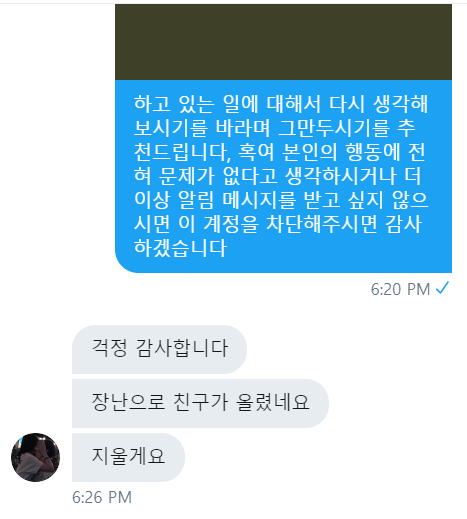 하고 있는 일에 대해서 다시 생각해
보시기를 바라며 그만두시기를 추
천드립니다, 혹여 본인의 행동에 전
혀 문제가 없다고 생각하시거나 더
이상 알림 메시지를 받고 싶지 않으
시면 이 계정을 차단해주시면 감사
하겠습니다
6:20 PM
걱정 감사합니다
장난으로 친구가 올렸네요
지울게요
6:26 PM